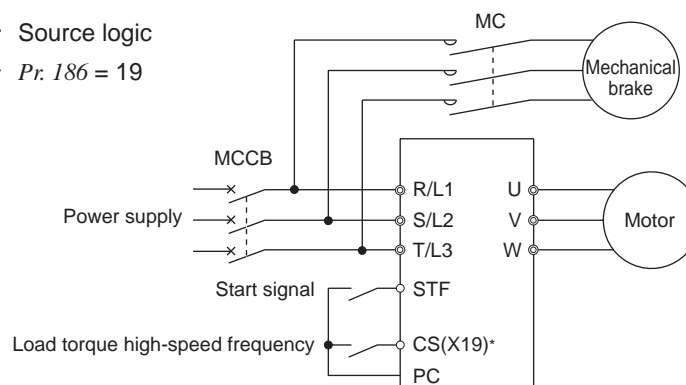 Source logic
Pr. 186 = 19
MC
Mechanical
brake
MCCB
R/L1
U
Power supply
S/L2
V
Motor
T/L3
W
Start signal
STF
Load torque high-speed frequency
CS(X19)*
PC